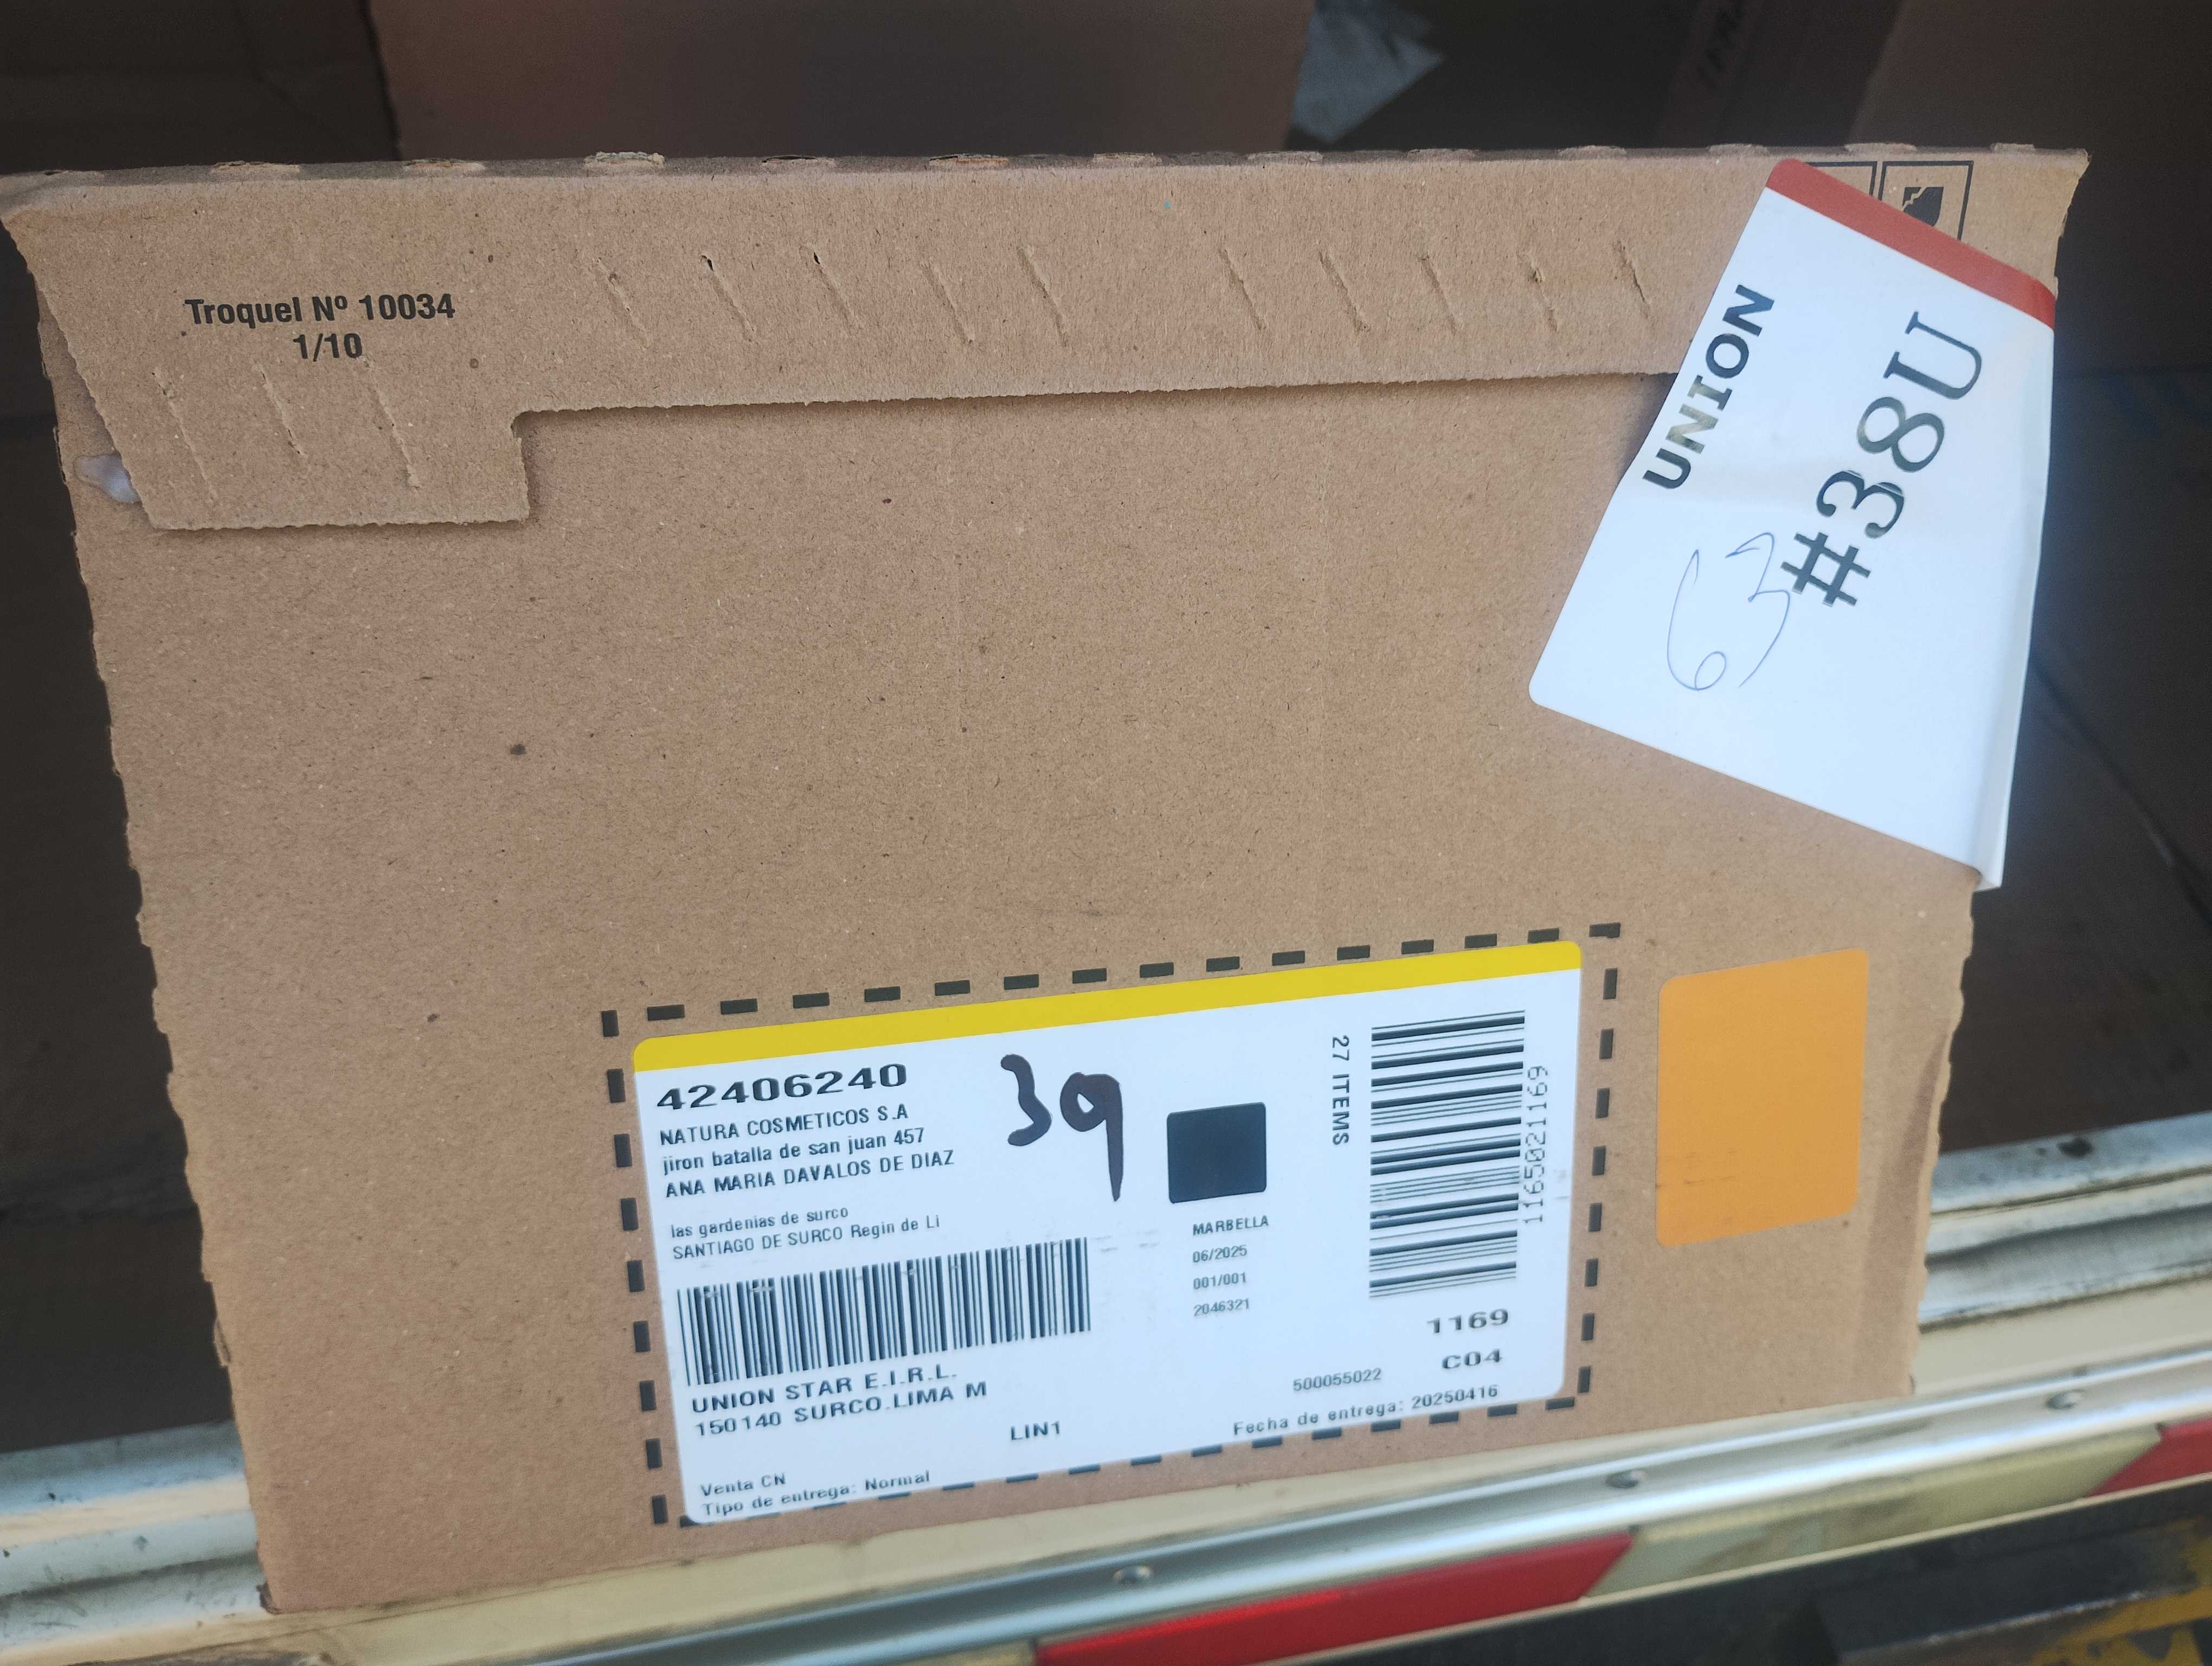 Troquel Nº 10034
1/10
UNION
#38U
63
42406240
NATURA COSMETICOS S.A
jiron batalla de san juan 457
ANA MARIA DAVALOS DE DIAZ
las gardenias de surco
SANTIAGO DE SURCO Regin de Li
39
27 ITEMS
1165021169
MARBELLA
06/2025
001/001
2046321
1169
C04
UNION STAR E.I.R.L.
150140 SURCO.LIMA M
LIN1
500055022
Fecha de entrega: 20250416
Venta CN
Tipo de entrega: Normal